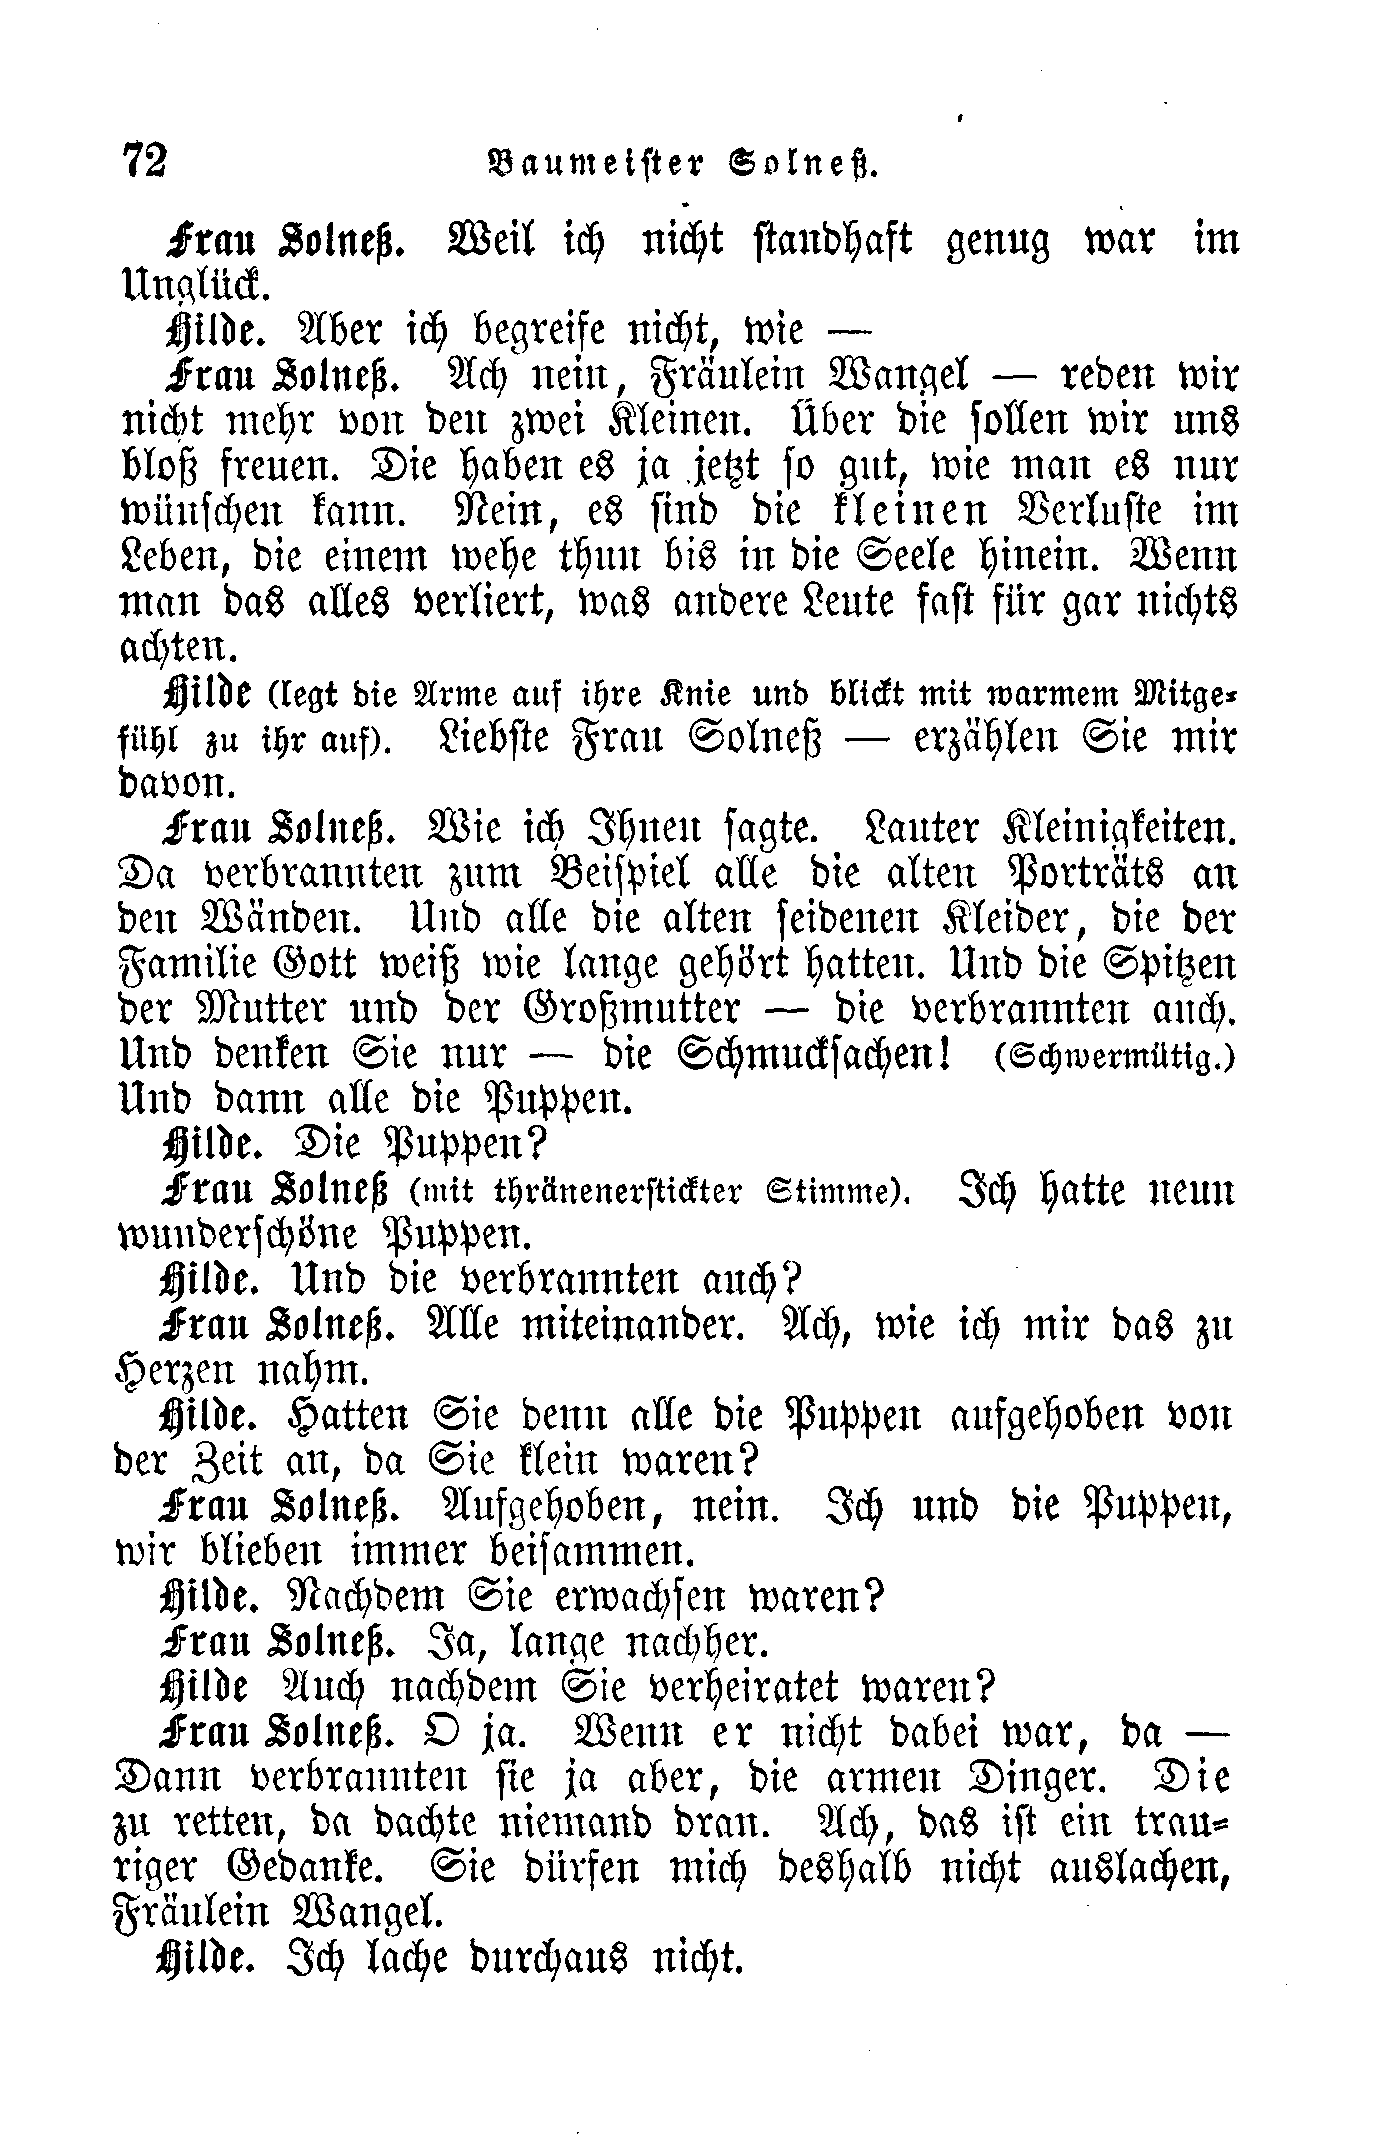 72 Baumeister Solneß.
Frau Solneß. Weil ich nicht standhaft genug war im
Unglück.
Hilde. Aber ich begreife nicht, wie —
Frau Solneß. Ach nein, Fräulein Wangel — reden wir
nicht mehr von den zwei Kleinen. Über die sollen wir uns
bloß freuen. Die haben es ja jetzt so gut, wie man es nur
wünschen kann. Nein, es sind die kleinen Verluste im
Leben, die einem wehe thun bis in die Seele hinein. Wenn
man das alles verliert, was andere Leute fast für gar nichts
achten.
Hilde (legt die Arme auf ihre Knie und blickt mit warmem Mitge-
fühl zu ihr auf). Liebste Frau Solneß — erzählen Sie mir
davon.
Frau Solneß. Wie ich Ihnen sagte. Lauter Kleinigkeiten.
Da verbrannten zum Beispiel alle die alten Porträts an
den Wänden. Und alle die alten seidenen Kleider, die der
Familie Gott weiß wie lange gehört hatten. Und die Spitzen
der Mutter und der Großmutter — die verbrannten auch.
Und denken Sie nur — die Schmucksachen! (Schwermütig.)
Und dann alle die Puppen.
Hilde. Die Puppen?
Frau Solneß (mit thränenerstickter Stimme). Ich hatte neun
wunderschöne Puppen.
Hilde. Und die verbrannten auch?
Frau Solneß. Alle miteinander. Ach, wie ich mir das zu
Herzen nahm.
Hilde. Hatten Sie denn alle die Puppen aufgehoben von
der Zeit an, da Sie klein waren?
Frau Solneß. Aufgehoben, nein. Ich und die Puppen,
wir blieben immer beisammen.
Hilde. Nachdem Sie erwachsen waren?
Frau Solneß. Ja, lange nachher.
Hilde Auch nachdem Sie verheiratet waren?
Frau Solneß. O ja. Wenn er nicht dabei war, da —
Dann verbrannten sie ja aber, die armen Dinger. Die
zu retten, da dachte niemand dran. Ach, das ist ein trau-
riger Gedanke. Sie dürfen mich deshalb nicht auslachen,
Fräulein Wangel.
Hilde. Ich lache durchaus nicht.